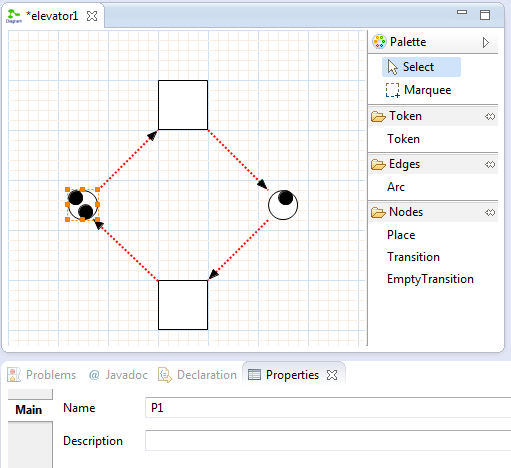 *elevator1
Diagram
Palette
Select
Marquee
Token
Token
Edges
Arc
Nodes
Place
Transition
EmptyTransition
Problems @ Javadoc Declaration Properties
Main
Name P1
Description